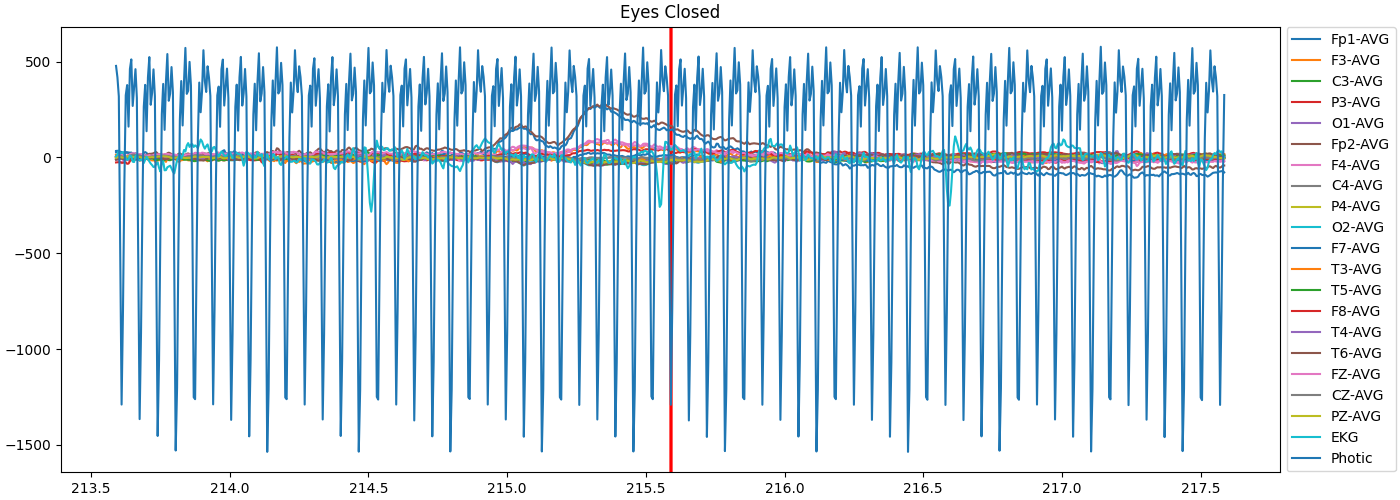 Eyes Closed
500
0
−500
−1000
−1500
213.5 214.0 214.5 215.0 215.5 216.0 216.5 217.0 217.5
Fp1-AVG
F3-AVG
C3-AVG
P3-AVG
O1-AVG
Fp2-AVG
F4-AVG
C4-AVG
P4-AVG
O2-AVG
F7-AVG
T3-AVG
T5-AVG
F8-AVG
T4-AVG
T6-AVG
FZ-AVG
CZ-AVG
PZ-AVG
EKG
Photic